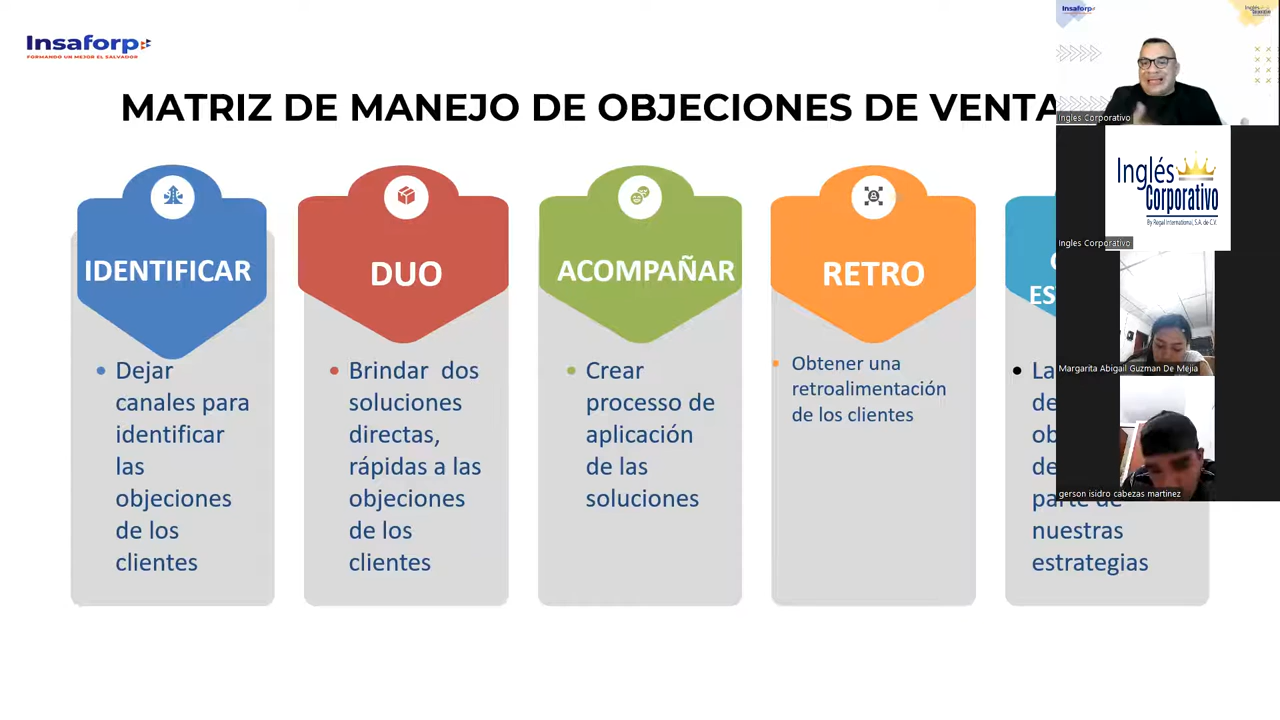 Insaforp
FORMANDO UN MEJOR EL SALVADOR
MATRIZ DE MANEJO DE OBJECIONES DE VENTA
IDENTIFICAR
• Dejar
canales para
identificar
las
objeciones
de los
clientes
DUO
• Brindar dos
soluciones
directas,
rápidas a las
objeciones
de los
clientes
ACOMPAÑAR
• Crear
proceso de
aplicación
de las
soluciones
RETRO
• Obtener una
retroalimentación
de los clientes
• La
de
ob
de
parte de
nuestras
estrategias
Insaforp
Ingles Corporativo
Inglés
Corporativo
By Regal International, S.A. de C.V.
Ingles Corporativo
Margarita Abigail Guzman De Mejia
gerson isidro cabezas martinez